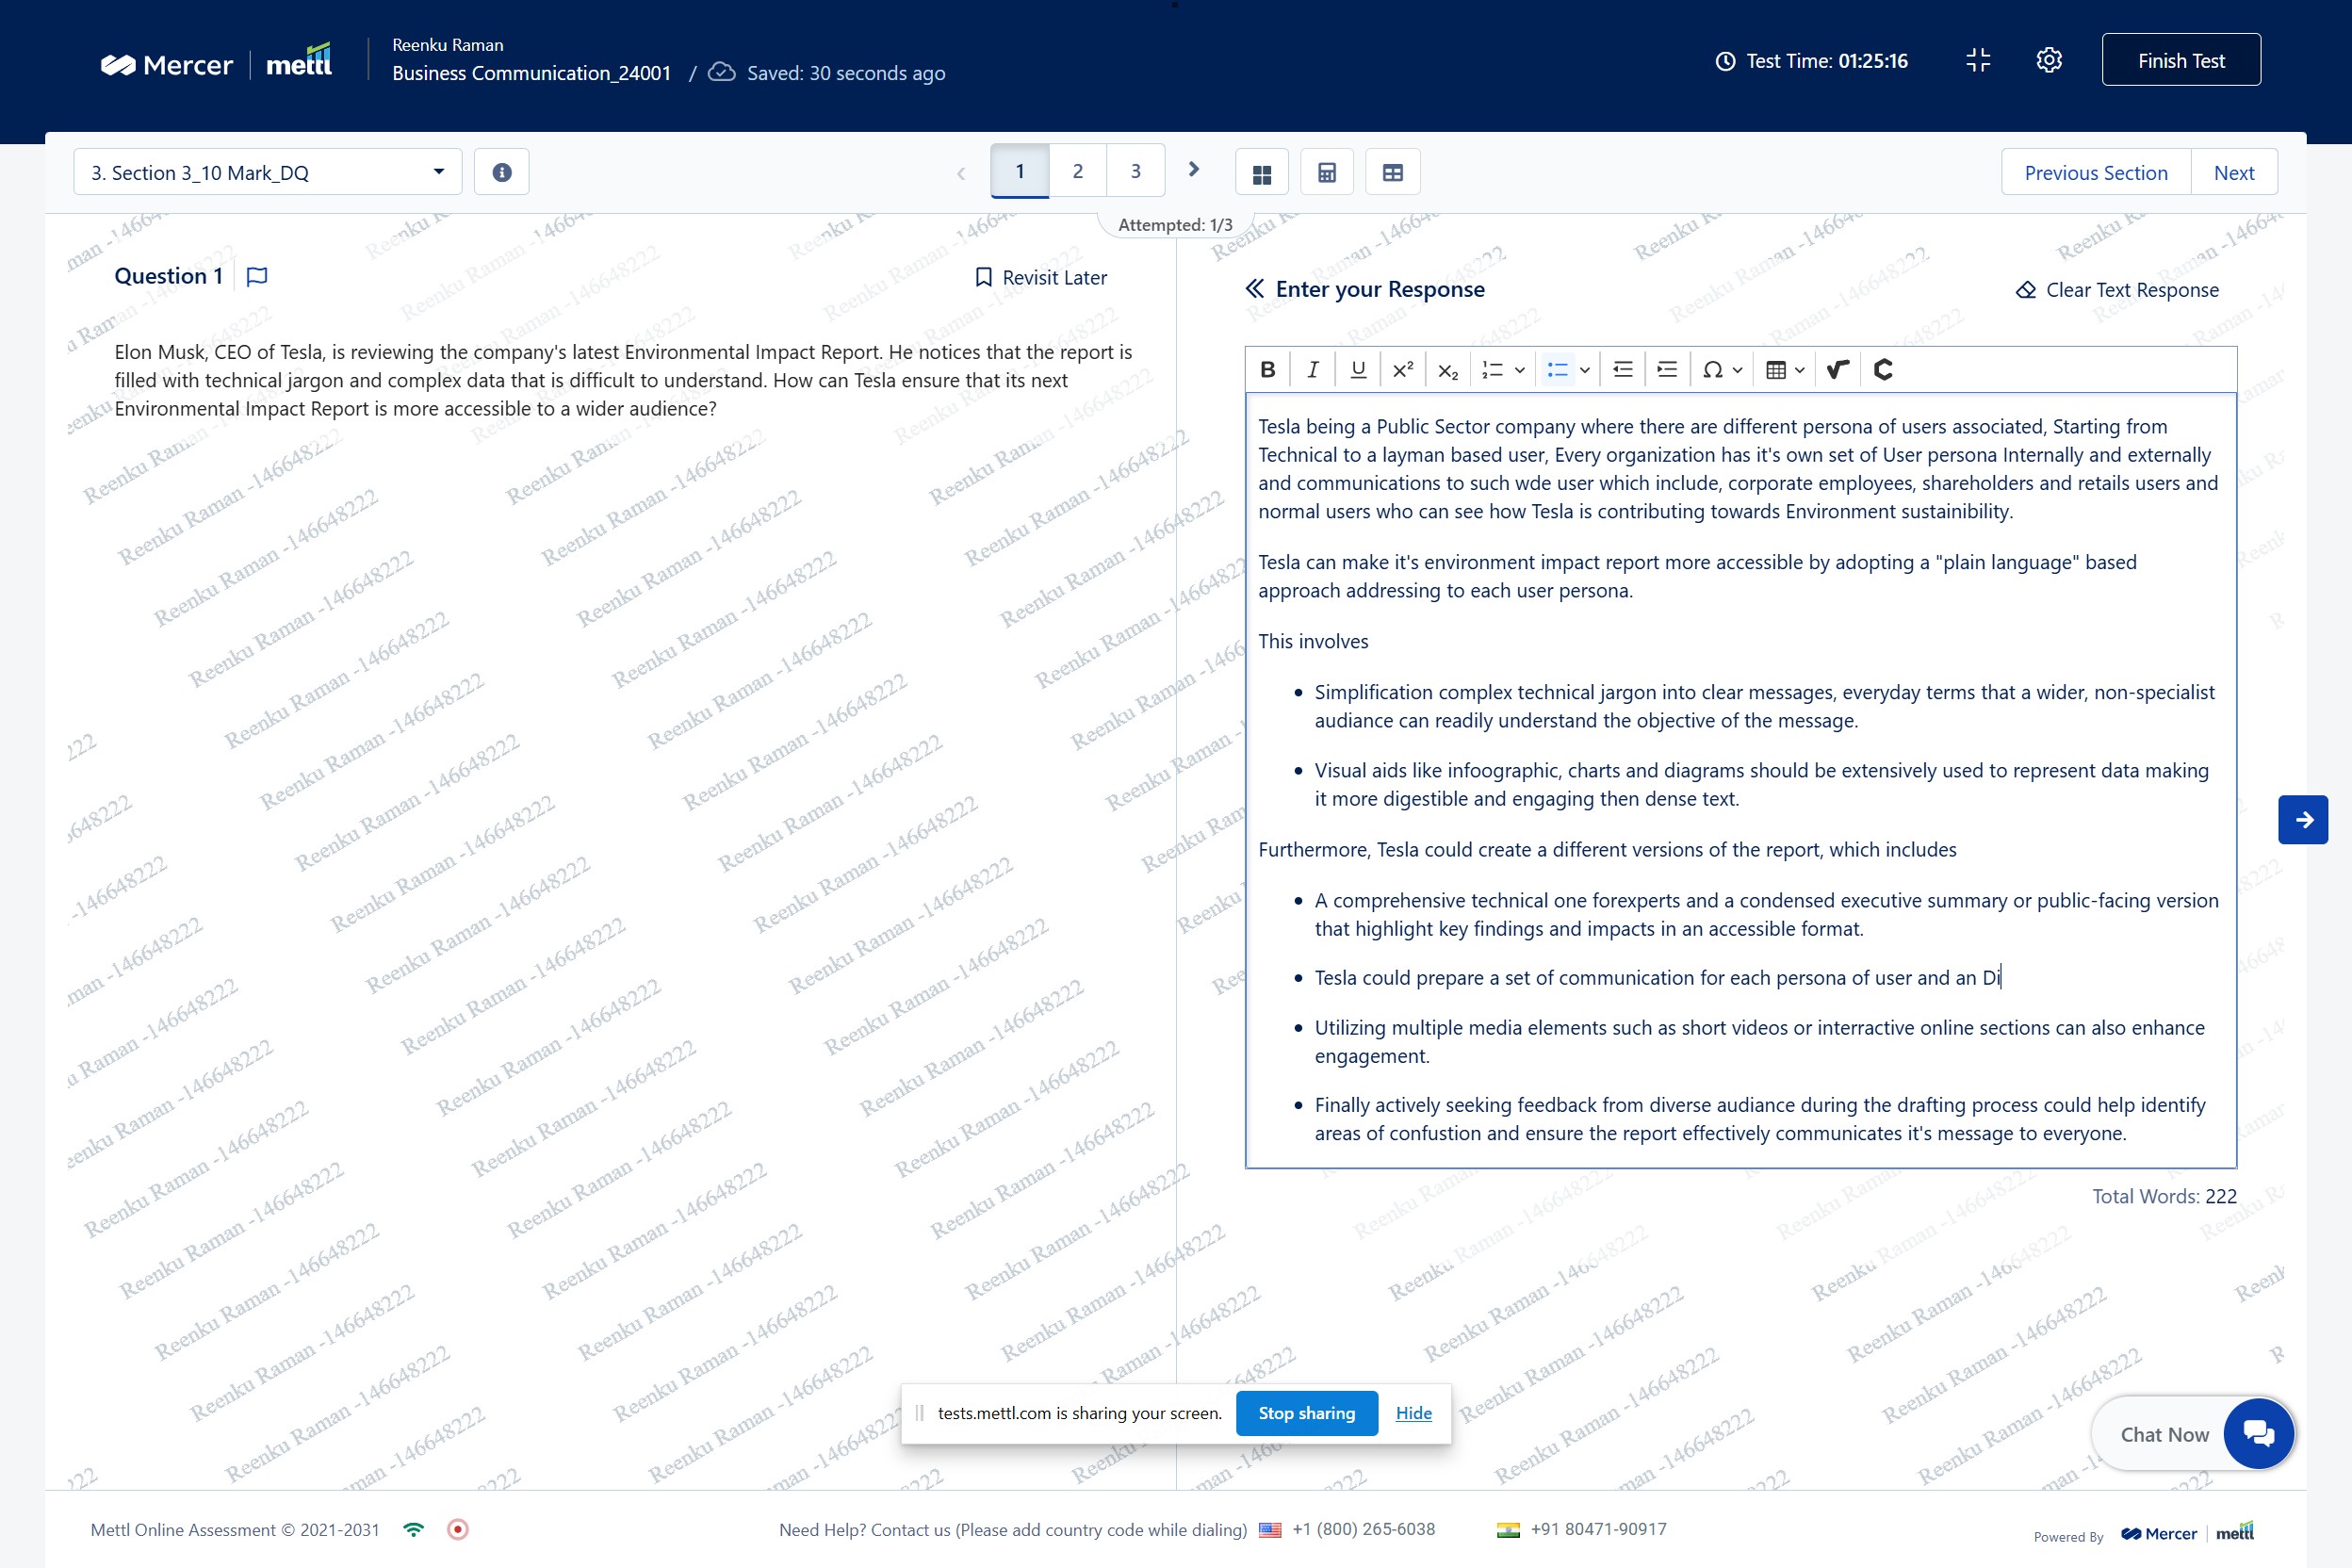 Mercer | mettl
Reenku Raman
Business Communication_24001 / Saved: 30 seconds ago
Test Time: 01:25:16
Finish Test
3. Section 3_10 Mark_DQ
1 2 3
Previous Section
Next
Attempted: 1/3
Question 1
Revisit Later
Elon Musk, CEO of Tesla, is reviewing the company's latest Environmental Impact Report. He notices that the report is
filled with technical jargon and complex data that is difficult to understand. How can Tesla ensure that its next
Environmental Impact Report is more accessible to a wider audience?
Enter your Response
Clear Text Response
Tesla being a Public Sector company where there are different persona of users associated, Starting from
Technical to a layman based user, Every organization has it's own set of User persona Internally and externally
and communications to such wde user which include, corporate employees, shareholders and retails users and
normal users who can see how Tesla is contributing towards Environment sustainibility.
Tesla can make it's environment impact report more accessible by adopting a "plain language" based
approach addressing to each user persona.
This involves
• Simplification complex technical jargon into clear messages, everyday terms that a wider, non-specialist
audiance can readily understand the objective of the message.
• Visual aids like infoographic, charts and diagrams should be extensively used to represent data making
it more digestible and engaging then dense text.
Furthermore, Tesla could create a different versions of the report, which includes
• A comprehensive technical one forexperts and a condensed executive summary or public-facing version
that highlight key findings and impacts in an accessible format.
• Tesla could prepare a set of communication for each persona of user and an Di
• Utilizing multiple media elements such as short videos or interractive online sections can also enhance
engagement.
• Finally actively seeking feedback from diverse audiance during the drafting process could help identify
areas of confustion and ensure the report effectively communicates it's message to everyone.
Total Words: 222
Reenku Raman -146648222
tests.mettl.com is sharing your screen.
Stop sharing
Hide
Chat Now
Mettl Online Assessment © 2021-2031
Need Help? Contact us (Please add country code while dialing) +1 (800) 265-6038 +91 80471-90917
Powered By Mercer | mettl